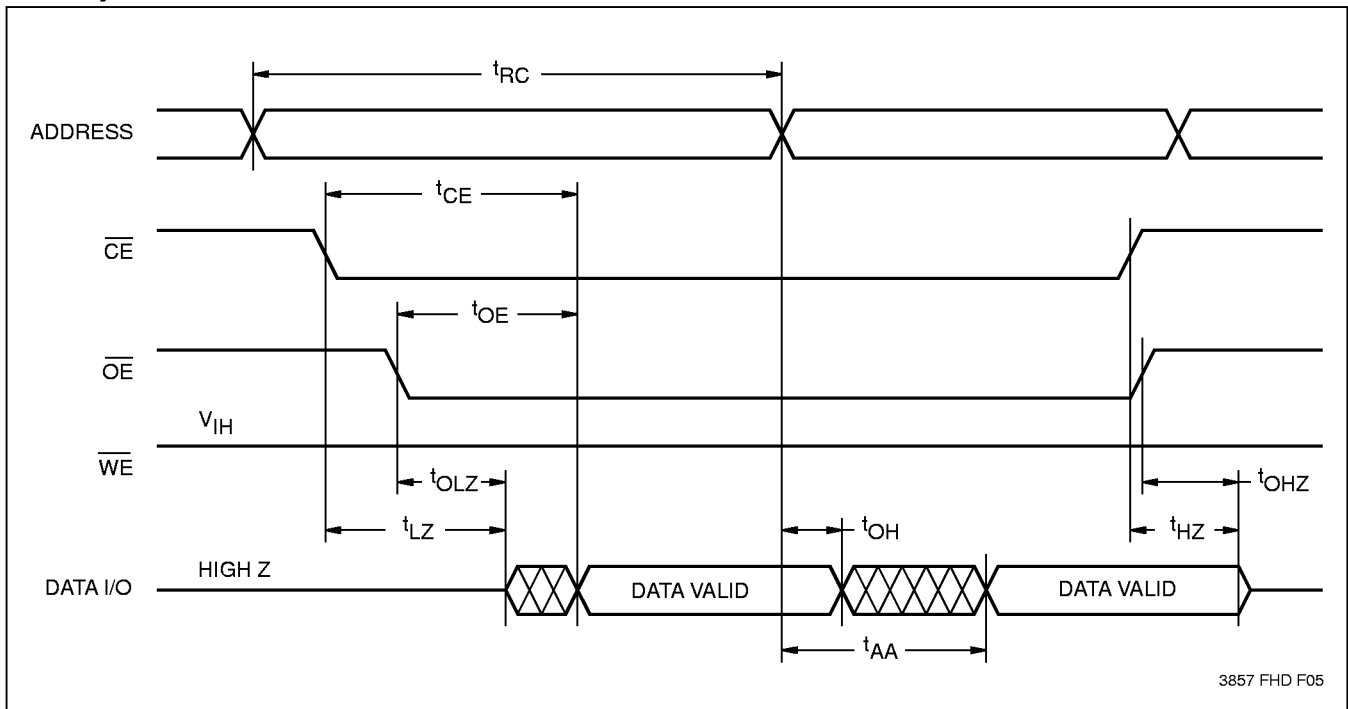 tRC
ADDRESS
tCE
CE
tOE
OE
VIH
WE
tOLZ
tOHZ
tLZ
tOH
tHZ
DATA I/O
HIGH Z
DATA VALID
DATA VALID
tAA
3857 FHD F05